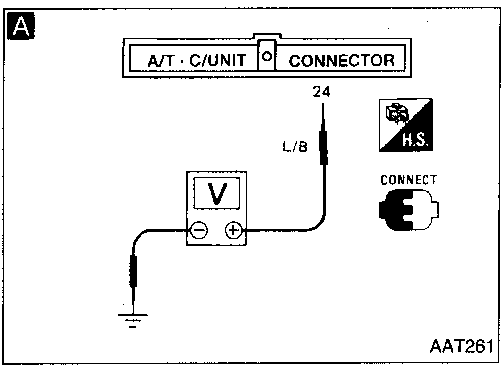 A
A/T · C/UNIT CONNECTOR
24
L/B
H.S.
CONNECT
V
− +
AAT261